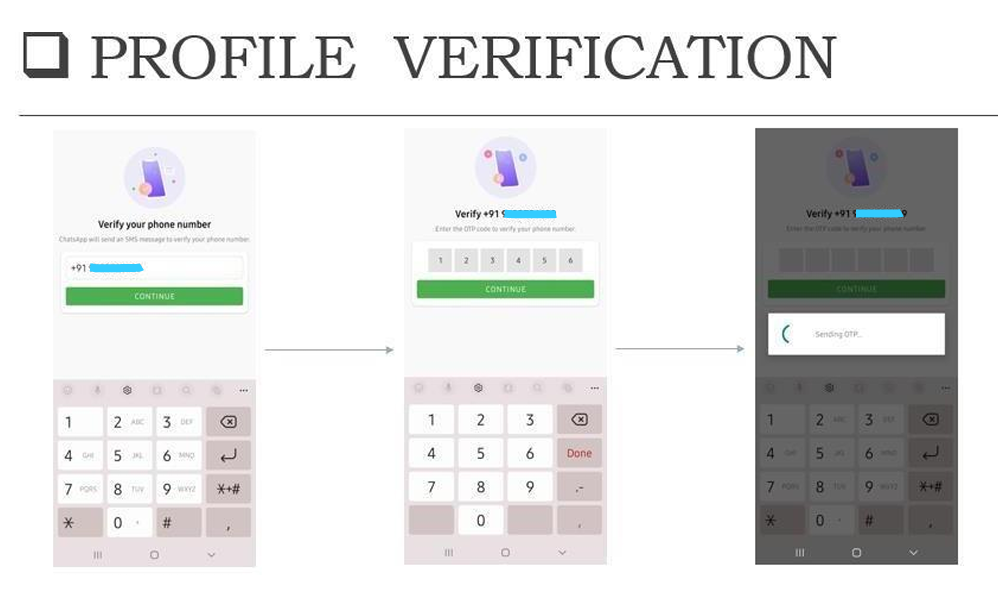 PROFILE VERIFICATION
Verify your phone number
ChatsApp will send an SMS message to verify your phone number.
+91
CONTINUE
1
2 ABC
3 DEF
4 GHI
5 JKL
6 MNO
7 PQRS
8 TUV
9 WXYZ
*+#
*
0
#
,
Verify +91
Enter the OTP code to verify your phone number
1 2 3 4 5 6
CONTINUE
1 2 3
4 5 6 Done
7 8 9 .-
0 ,
Verify +91 9
Enter the OTP code to verify your phone number
CONTINUE
Sending OTP...
1
2 ABC
3 DEF
4 GHI
5 JKL
6 MNO
7 PQRS
8 TUV
9 WXYZ
*+#
*
0
#
,